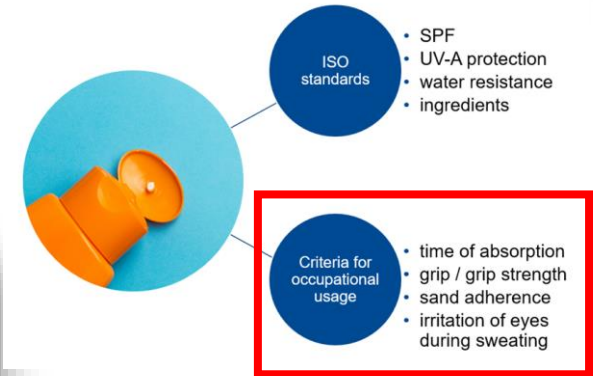 ISO
standards
• SPF
• UV-A protection
• water resistance
• ingredients
Criteria for
occupational
usage
• time of absorption
• grip / grip strength
• sand adherence
• irritation of eyes
during sweating